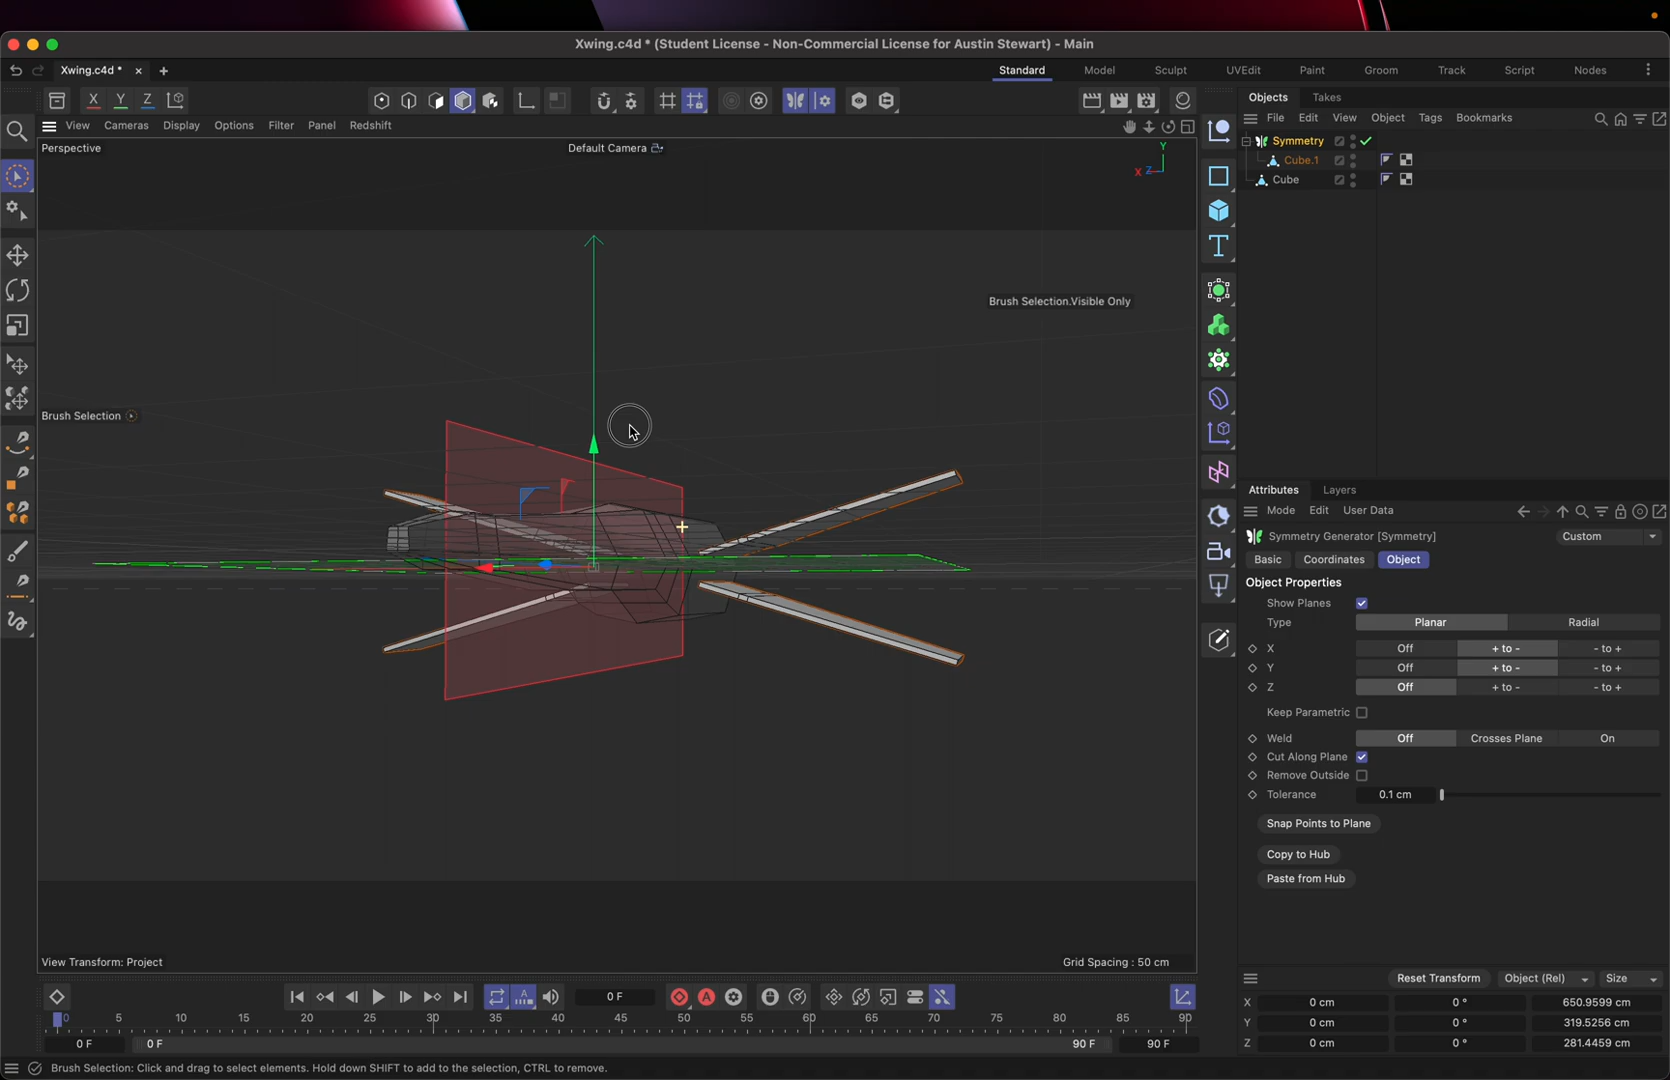 Xwing.c4d * (Student License - Non-Commercial License for Austin Stewart) - Main
Xwing.c4d *
Standard
Model
Sculpt
UVEdit
Paint
Groom
Track
Script
Nodes
X
Y
Z
Objects
Takes
View
Cameras
Display
Options
Filter
Panel
Redshift
File
Edit
View
Object
Tags
Bookmarks
Perspective
Default Camera
Y
X
Z
Symmetry
Cube.1
Cube
Brush Selection.Visible Only
Brush Selection
Attributes
Layers
Mode
Edit
User Data
Symmetry Generator [Symmetry]
Custom
Basic
Coordinates
Object
Object Properties
Show Planes
Type
Planar
Radial
X
Off
+ to -
- to +
Y
Off
+ to -
- to +
Z
Off
+ to -
- to +
Keep Parametric
Weld
Off
Crosses Plane
On
Cut Along Plane
Remove Outside
Tolerance
0.1 cm
Snap Points to Plane
Copy to Hub
Paste from Hub
View Transform: Project
Grid Spacing : 50 cm
Reset Transform
Object (Rel)
Size
0 F
X
0 cm
0 °
650.9599 cm
0
5
10
15
20
25
30
35
40
45
50
55
60
65
70
75
80
85
90
Y
0 cm
0 °
319.5256 cm
0 F
0 F
90 F
90 F
Z
0 cm
0 °
281.4459 cm
Brush Selection: Click and drag to select elements. Hold down SHIFT to add to the selection, CTRL to remove.